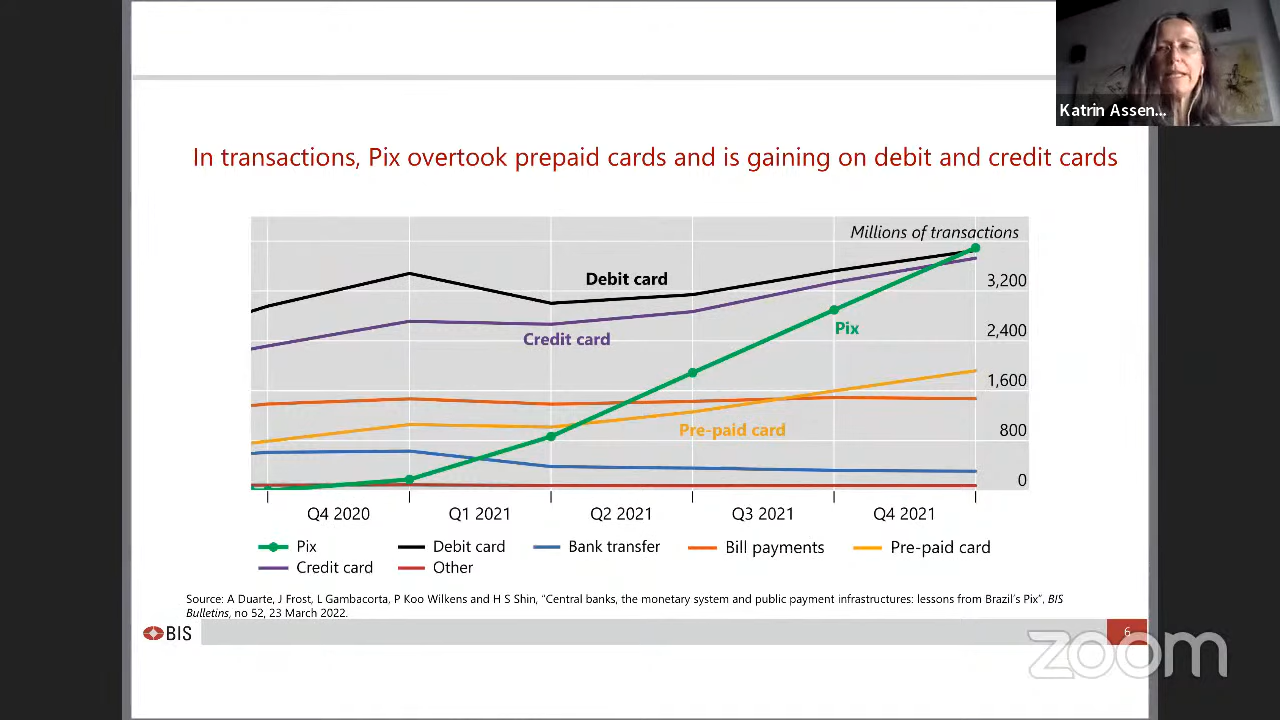 Katrin Assen...
In transactions, Pix overtook prepaid cards and is gaining on debit and credit cards
Millions of transactions
Debit card
3,200
Pix
2,400
Credit card
1,600
Pre-paid card
800
0
Q4 2020 Q1 2021 Q2 2021 Q3 2021 Q4 2021
Pix Debit card Bank transfer Bill payments Pre-paid card
Credit card Other
Source: A Duarte, J Frost, L Gambacorta, P Koo Wilkens and H S Shin, “Central banks, the monetary system and public payment infrastructures: lessons from Brazil’s Pix”, BIS
Bulletins, no 52, 23 March 2022.
BIS
6
zoom